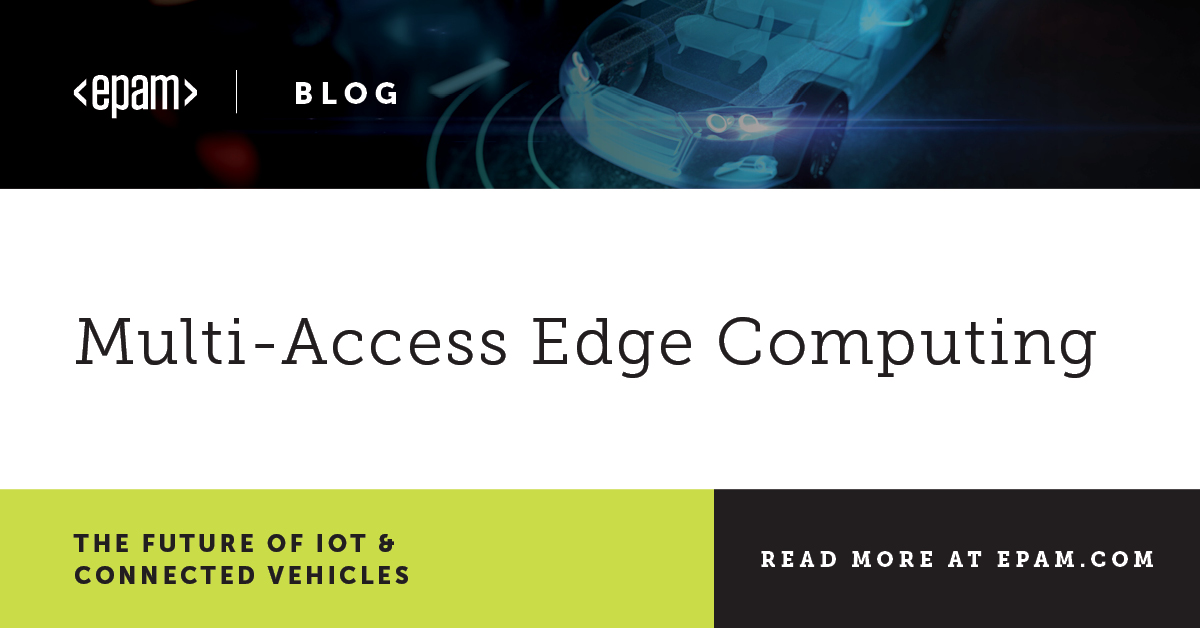 <epam> | BLOG
Multi-Access Edge Computing
THE FUTURE OF IOT &
CONNECTED VEHICLES
READ MORE AT EPAM.COM